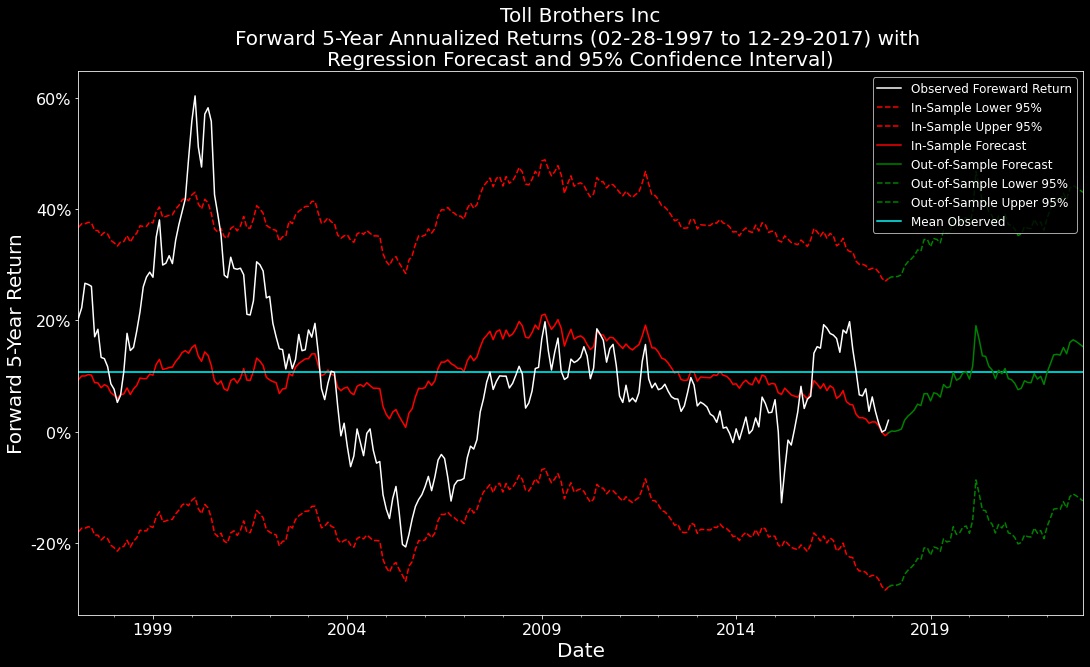 Toll Brothers Inc
Forward 5-Year Annualized Returns (02-28-1997 to 12-29-2017) with
Regression Forecast and 95% Confidence Interval)
60%
40%
20%
0%
-20%
Forward 5-Year Return
Observed Foreward Return
In-Sample Lower 95%
In-Sample Upper 95%
In-Sample Forecast
Out-of-Sample Forecast
Out-of-Sample Lower 95%
Out-of-Sample Upper 95%
Mean Observed
1999
2004
2009
2014
2019
Date